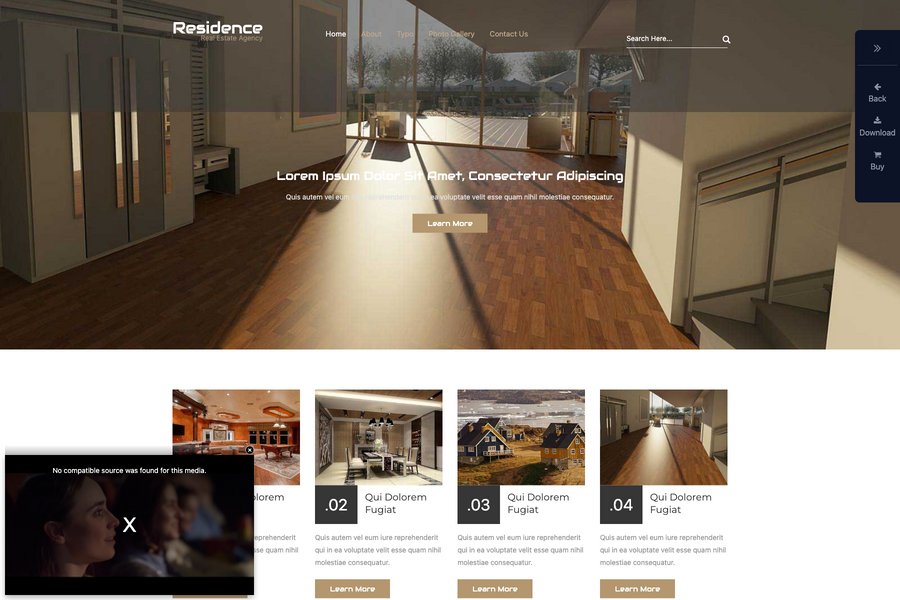 Residence
Real Estate Agency
Home
About
Typo
Photo Gallery
Contact Us
Search Here...
Back
Download
Buy
Lorem Ipsum Dolor Sit Amet, Consectetur Adipiscing
Quis autem vel eum iure reprehenderit qui in ea voluptate velit esse quam nihil molestiae consequatur.
Learn More
No compatible source was found for this media.
X
dolorem
reprehenderit
esse quam nihil
.02
Qui Dolorem
Fugiat
Quis autem vel eum iure reprehenderit
qui in ea voluptate velit esse quam nihil
molestiae consequatur.
Learn More
.03
Qui Dolorem
Fugiat
Quis autem vel eum iure reprehenderit
qui in ea voluptate velit esse quam nihil
molestiae consequatur.
Learn More
.04
Qui Dolorem
Fugiat
Quis autem vel eum iure reprehenderit
qui in ea voluptate velit esse quam nihil
molestiae consequatur.
Learn More